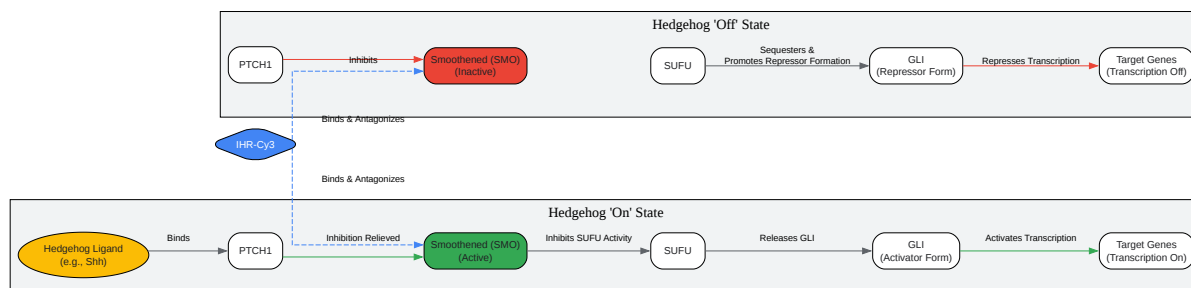 Hedgehog 'Off' State
PTCH1
Inhibits
Smoothened (SMO)
(Inactive)
SUFU
Sequesters &
Promotes Repressor Formation
GLI
(Repressor Form)
Represses Transcription
Target Genes
(Transcription Off)
Binds & Antagonizes
IHR-Cy3
Binds & Antagonizes
Hedgehog 'On' State
Hedgehog Ligand
(e.g., Shh)
Binds
PTCH1
Inhibition Relieved
Smoothened (SMO)
(Active)
Inhibits SUFU Activity
SUFU
Releases GLI
GLI
(Activator Form)
Activates Transcription
Target Genes
(Transcription On)